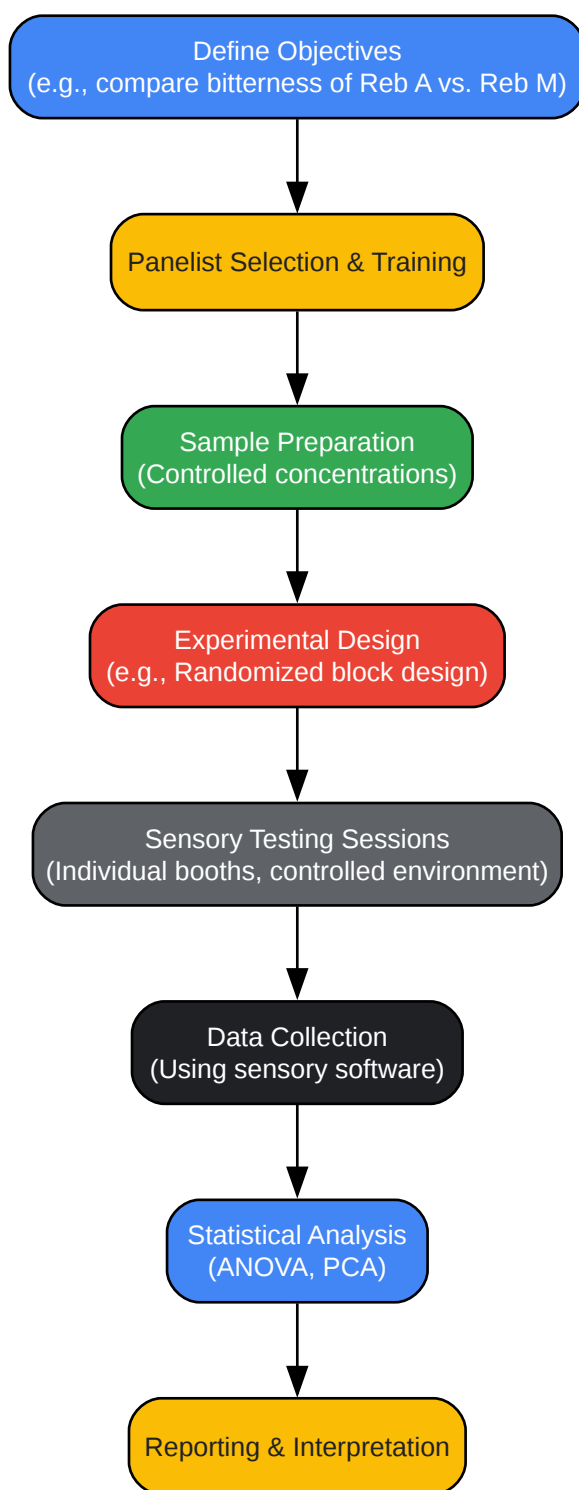 Define Objectives
(e.g., compare bitterness of Reb A vs. Reb M)
Panelist Selection & Training
Sample Preparation
(Controlled concentrations)
Experimental Design
(e.g., Randomized block design)
Sensory Testing Sessions
(Individual booths, controlled environment)
Data Collection
(Using sensory software)
Statistical Analysis
(ANOVA, PCA)
Reporting & Interpretation